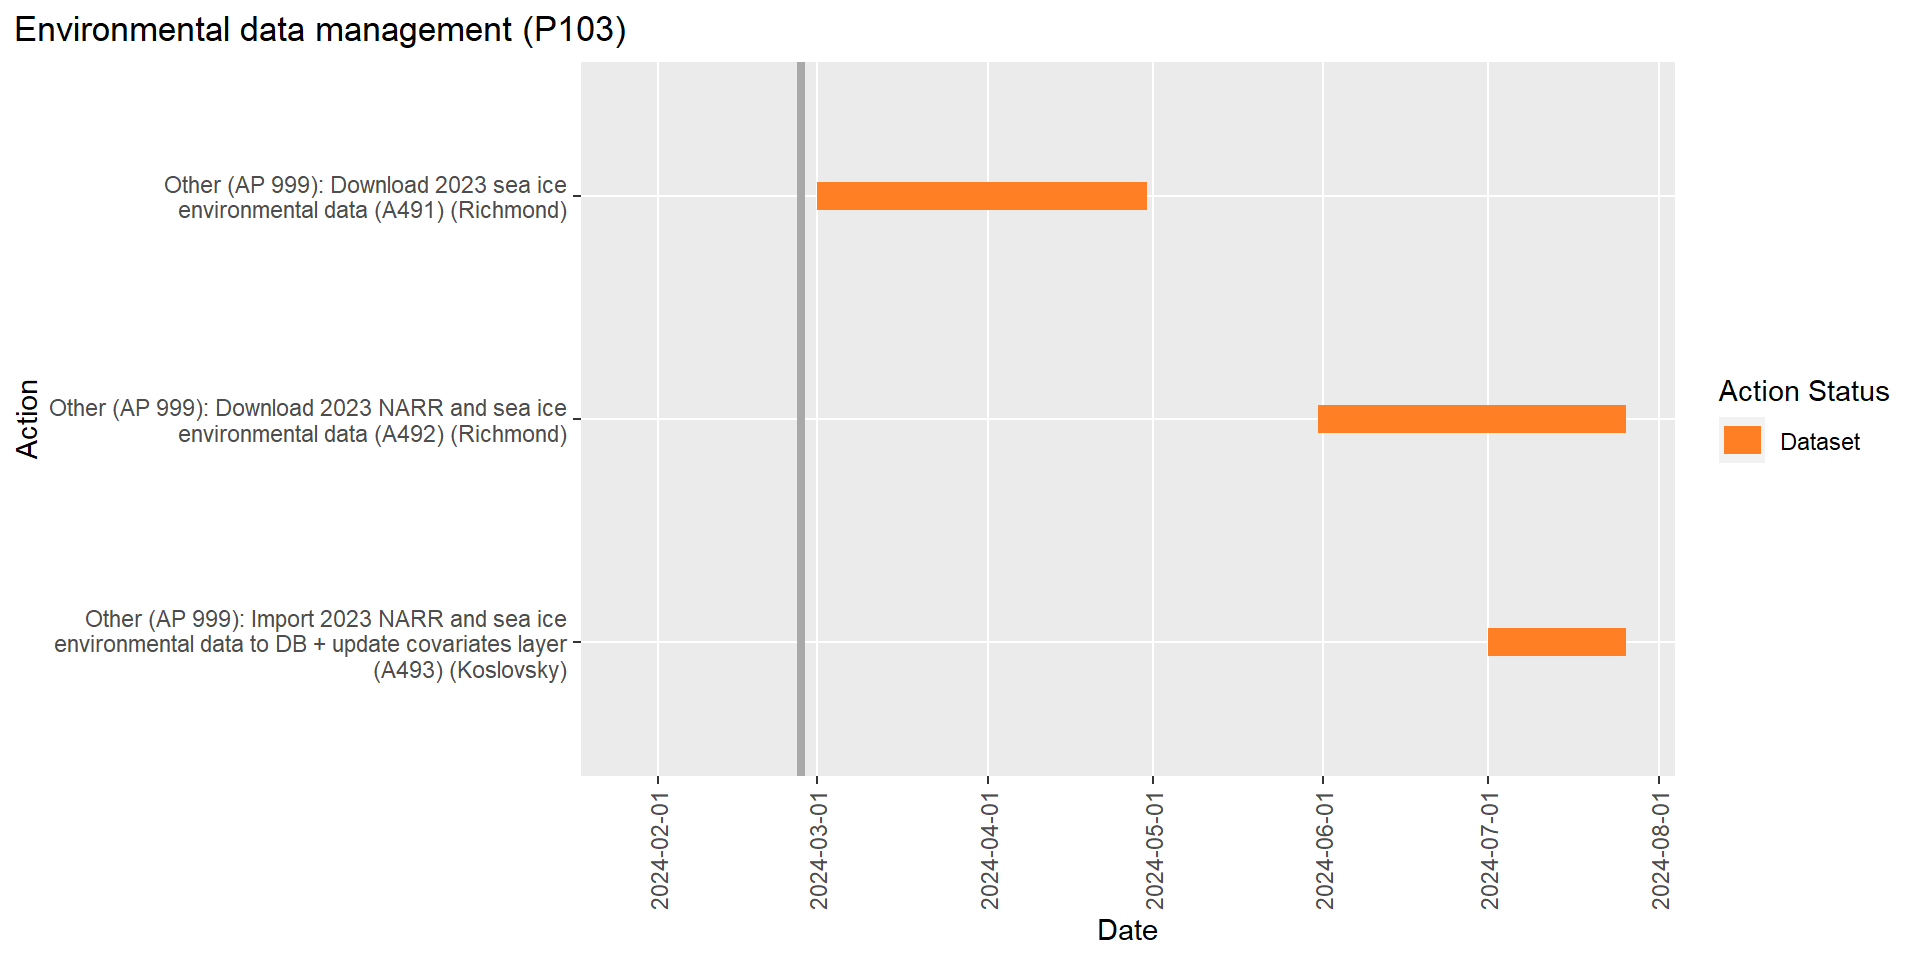 Environmental data management (P103)
Action
Other (AP 999): Download 2023 sea ice
environmental data (A491) (Richmond)
Other (AP 999): Download 2023 NARR and sea ice
environmental data (A492) (Richmond)
Other (AP 999): Import 2023 NARR and sea ice
environmental data to DB + update covariates layer
(A493) (Koslovsky)
2024-02-01
2024-03-01
2024-04-01
2024-05-01
2024-06-01
2024-07-01
2024-08-01
Date
Action Status
Dataset